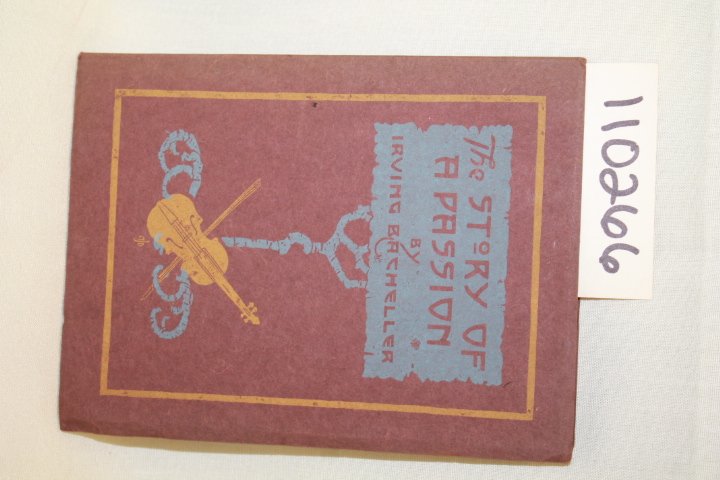 The STORY OF
A PASSION
BY
IRVING BACHELLER
110266